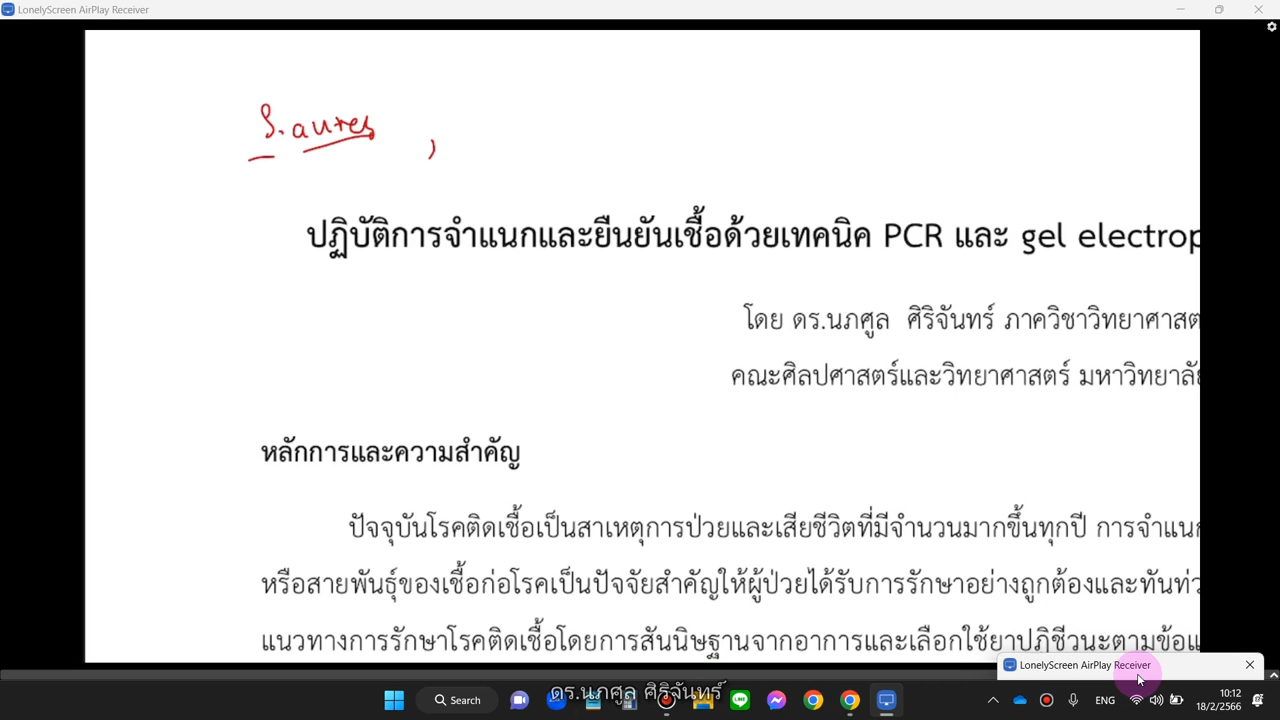 LonelyScreen AirPlay Receiver
S. aures ,
ปฏิบัติการจำแนกและยืนยันเชื้อด้วยเทคนิค PCR และ gel electrop
โดย ดร.นภศูล ศิริจันทร์ ภาควิชาวิทยาศาสต
คณะศิลปศาสตร์และวิทยาศาสตร์ มหาวิทยาลัย
หลักการและความสำคัญ
ปัจจุบันโรคติดเชื้อเป็นสาเหตุการป่วยและเสียชีวิตที่มีจำนวนมากขึ้นทุกปี การจำแนก
หรือสายพันธุ์ของเชื้อก่อโรคเป็นปัจจัยสำคัญให้ผู้ป่วยได้รับการรักษาอย่างถูกต้องและทันท่ว
แนวทางการรักษาโรคติดเชื้อโดยการสันนิษฐานจากอาการและเลือกใช้ยาปฏิชีวนะตามข้อแ
LonelyScreen AirPlay Receiver
ดร.นภศูล ศิริจันทร์
Search
ENG
10:12
18/2/2566